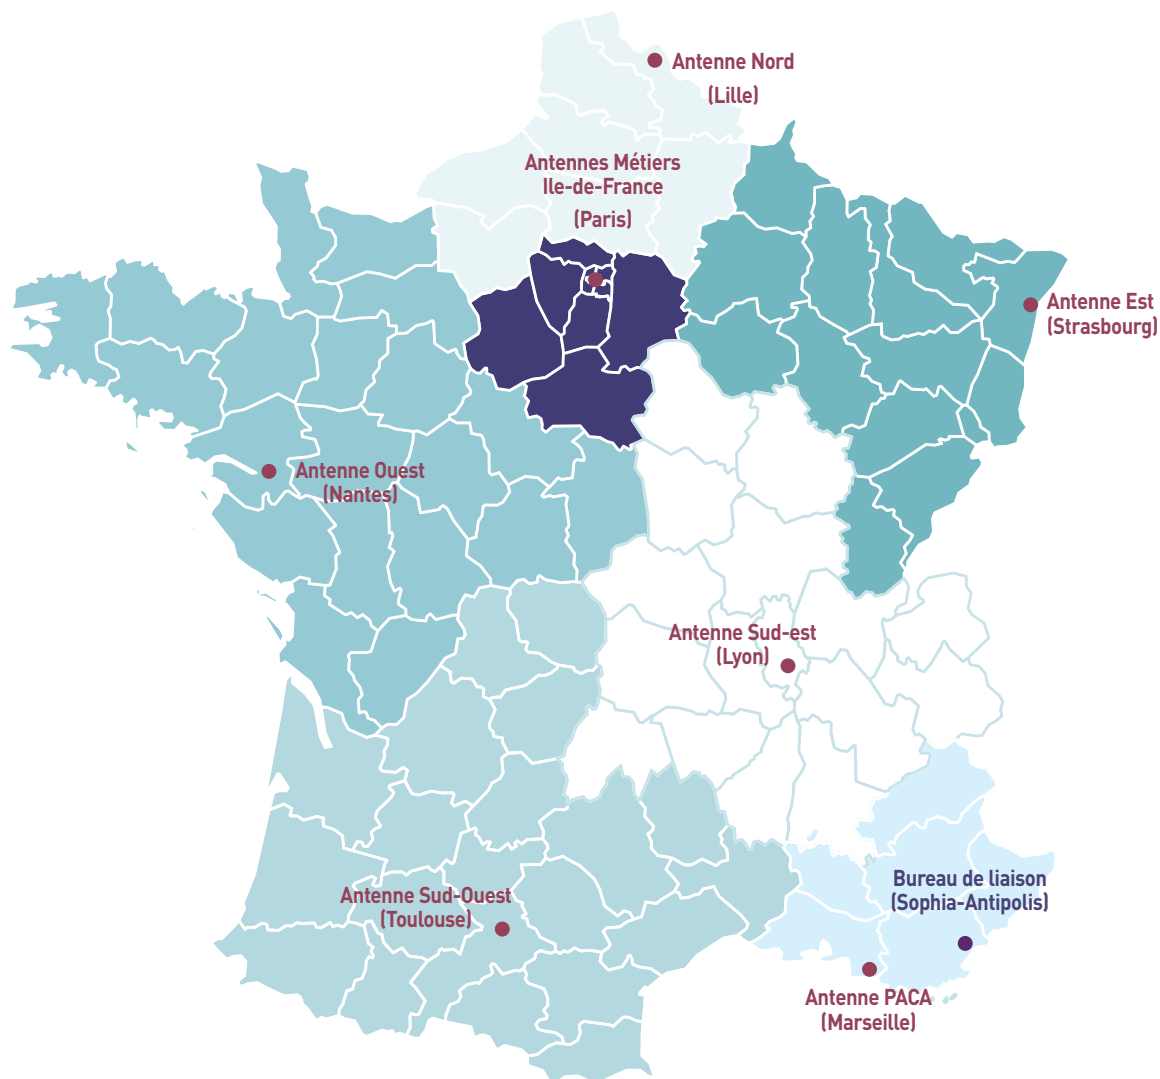 Antenne Nord
(Lille)
Antennes Métiers
Ile-de-France
(Paris)
Antenne Est
(Strasbourg)
Antenne Ouest
(Nantes)
Antenne Sud-est
(Lyon)
Antenne Sud-Ouest
(Toulouse)
Bureau de liaison
(Sophia-Antipolis)
Antenne PACA
(Marseille)